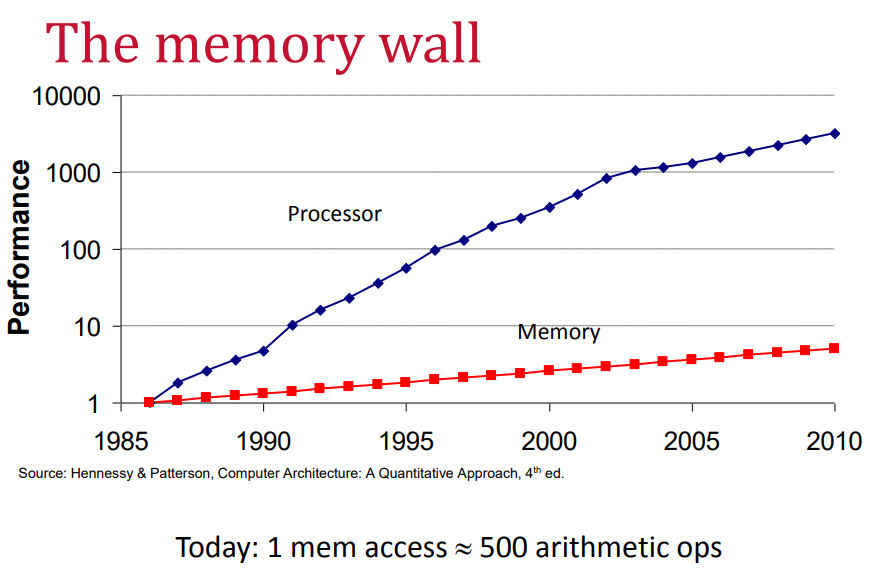 The memory wall
10000
1000
100
10
1
Performance
Processor
Memory
1985 1990 1995 2000 2005 2010
Source: Hennessy & Patterson, Computer Architecture: A Quantitative Approach, 4th ed.
Today: 1 mem access ≈ 500 arithmetic ops